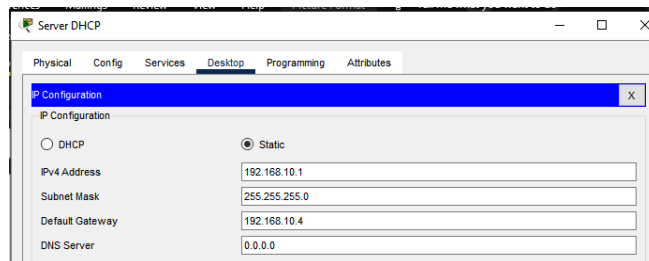 Server DHCP
Physical Config Services Desktop Programming Attributes
IP Configuration X
IP Configuration
DHCP Static
IPv4 Address 192.168.10.1
Subnet Mask 255.255.255.0
Default Gateway 192.168.10.4
DNS Server 0.0.0.0